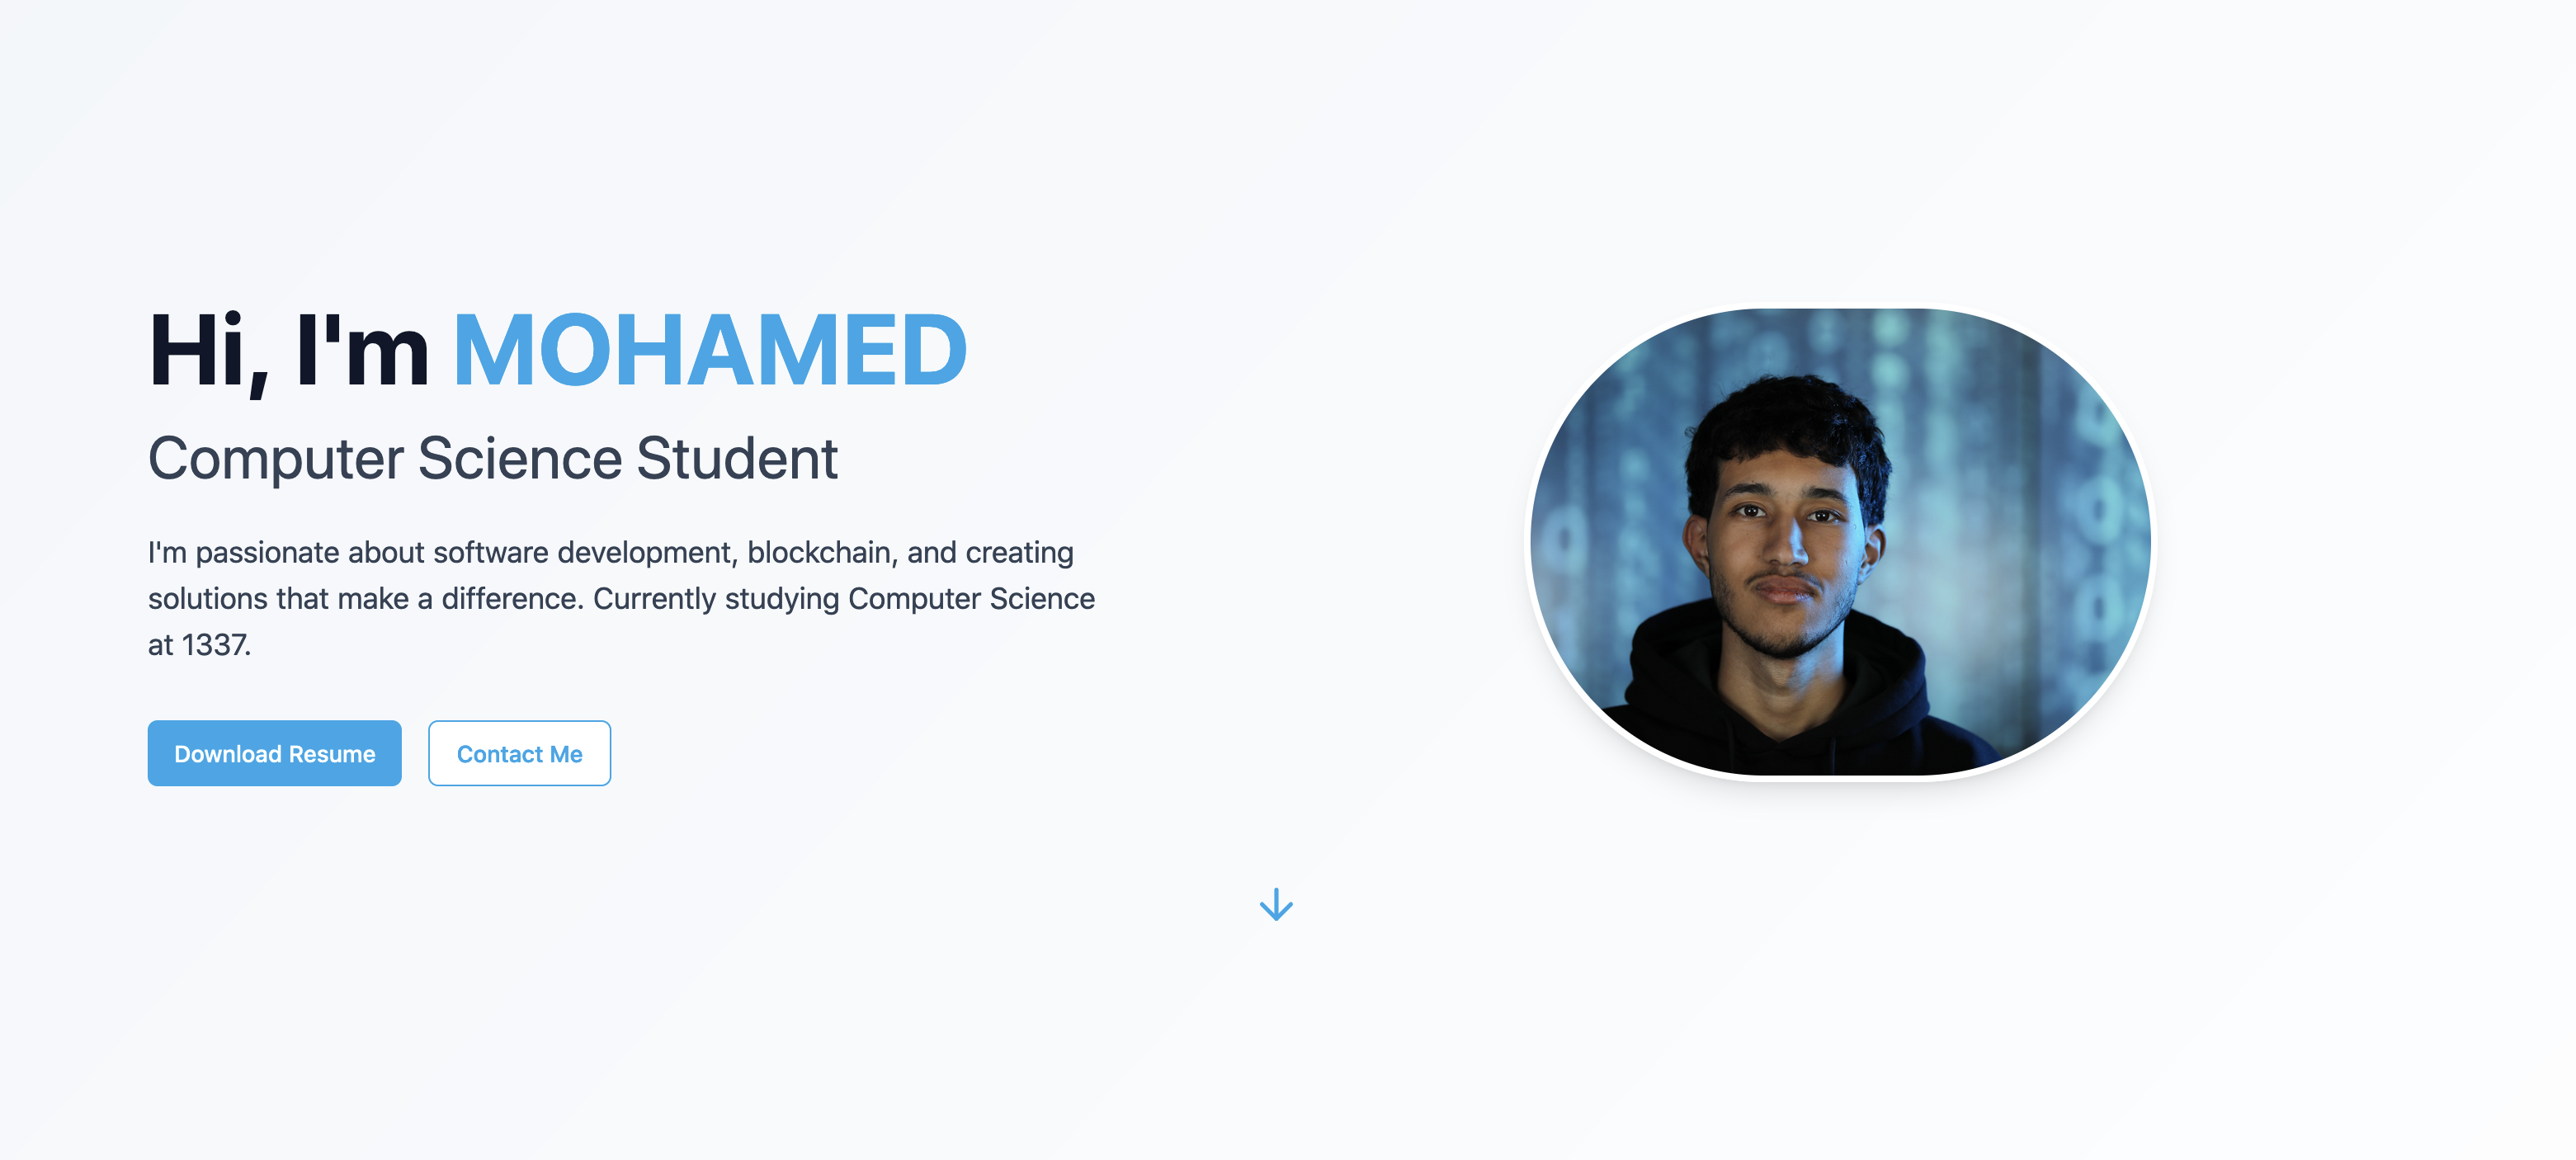 Hi, I'm MOHAMED
Computer Science Student
I'm passionate about software development, blockchain, and creating
solutions that make a difference. Currently studying Computer Science
at 1337.
Download Resume
Contact Me